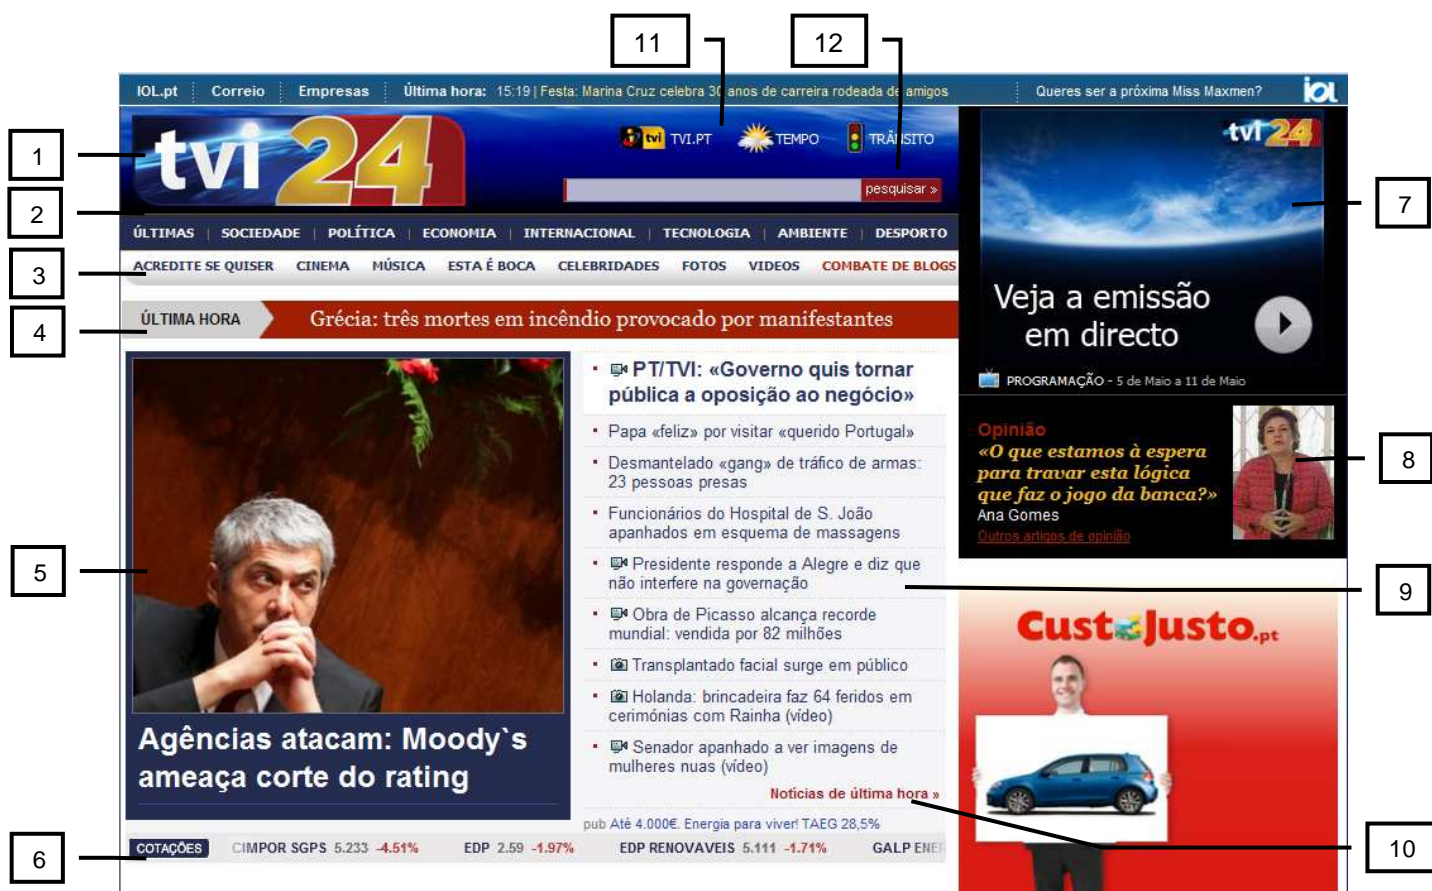 11
12
IOL.pt Correio Empresas Última hora: 15:19 | Festa: Marina Cruz celebra 30 anos de carreira rodeada de amigos Queres ser a próxima Miss Maxmen? iol
1
tvi 24
tvi TVI.PT TEMPO TRÂNSITO
tvi 24
pesquisar »
2
7
ÚLTIMAS | SOCIEDADE | POLÍTICA | ECONOMIA | INTERNACIONAL | TECNOLOGIA | AMBIENTE | DESPORTO
3
ACREDITE SE QUISER CINEMA MÚSICA ESTA É BOCA CELEBRIDADES FOTOS VIDEOS COMBATE DE BLOGS
4
ÚLTIMA HORA Grécia: três mortes em incêndio provocado por manifestantes
Veja a emissão
em directo
PROGRAMAÇÃO - 5 de Maio a 11 de Maio
5
Agências atacam: Moody`s
ameaça corte do rating
PT/TVI: «Governo quis tornar
pública a oposição ao negócio»
Papa «feliz» por visitar «querido Portugal»
Desmantelado «gang» de tráfico de armas:
23 pessoas presas
Funcionários do Hospital de S. João
apanhados em esquema de massagens
Presidente responde a Alegre e diz que
não interfere na governação
Obra de Picasso alcança recorde
mundial: vendida por 82 milhões
Transplantado facial surge em público
Holanda: brincadeira faz 64 feridos em
cerimónias com Rainha (vídeo)
Senador apanhado a ver imagens de
mulheres nuas (vídeo)
Notícias de última hora »
pub Até 4.000€. Energia para viver! TAEG 28,5%
Opinião
«O que estamos à espera
para travar esta lógica
que faz o jogo da banca?»
Ana Gomes
Outros artigos de opinião
8
9
CustoJusto.pt
10
6
COTAÇÕES CIMPOR SGPS 5.233 -4.51% EDP 2.59 -1.97% EDP RENOVAVEIS 5.111 -1.71% GALP ENER